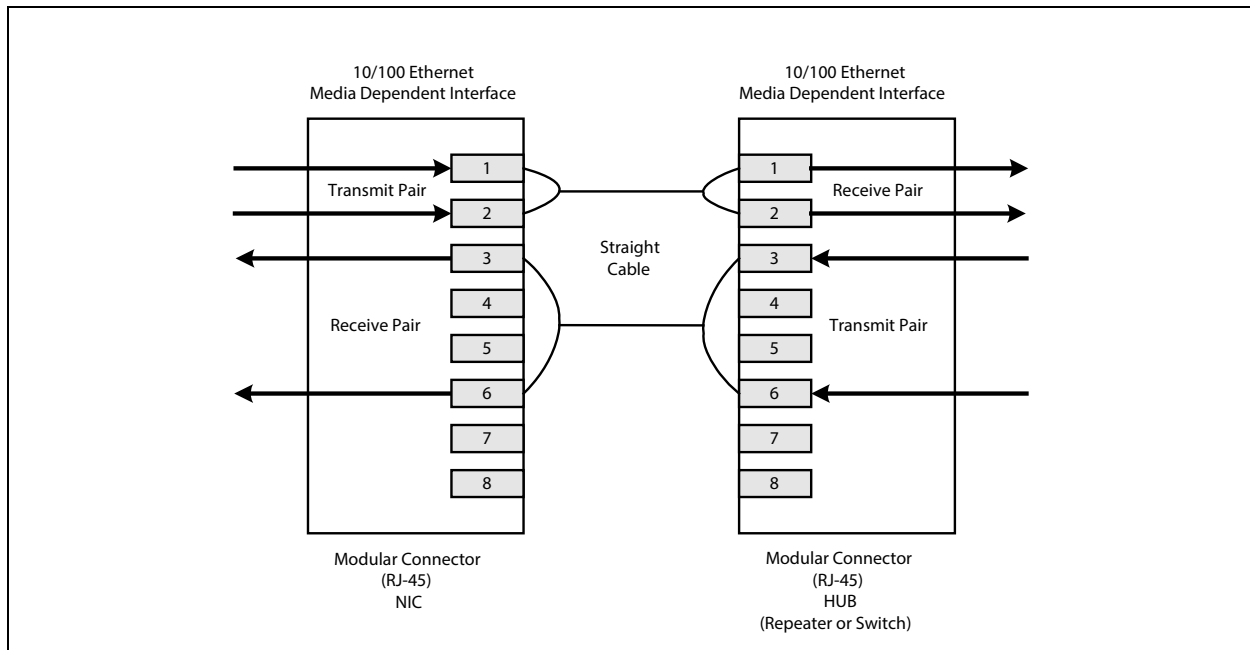 10/100 Ethernet
Media Dependent Interface
10/100 Ethernet
Media Dependent Interface
1
Transmit Pair
2
3
4
Receive Pair
5
6
7
8
Straight
Cable
1
Receive Pair
2
3
4
Transmit Pair
5
6
7
8
Modular Connector
(RJ-45)
NIC
Modular Connector
(RJ-45)
HUB
(Repeater or Switch)